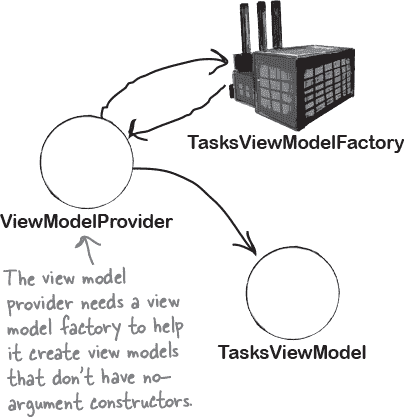 TasksViewModelFactory
ViewModelProvider
The view model
provider needs a view
model factory to help
it create view models
that don't have no-
argument constructors.
TasksViewModel